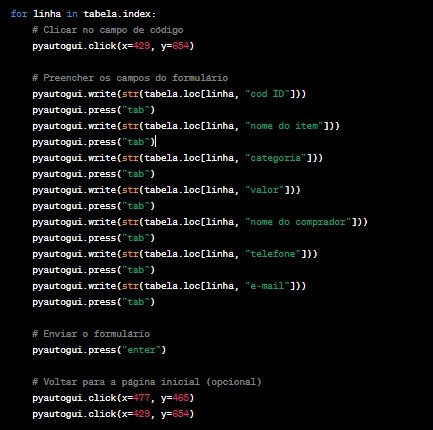 for linha in tabela.index:
# Clicar no campo de código
pyautogui.click(x=429, y=654)
# Preencher os campos do formulário
pyautogui.write(str(tabela.loc[linha, "cod ID"]))
pyautogui.press("tab")
pyautogui.write(str(tabela.loc[linha, "nome do item"]))
pyautogui.press("tab")
pyautogui.write(str(tabela.loc[linha, "categoria"]))
pyautogui.press("tab")
pyautogui.write(str(tabela.loc[linha, "valor"]))
pyautogui.press("tab")
pyautogui.write(str(tabela.loc[linha, "nome do comprador"]))
pyautogui.press("tab")
pyautogui.write(str(tabela.loc[linha, "telefone"]))
pyautogui.press("tab")
pyautogui.write(str(tabela.loc[linha, "e-mail"]))
pyautogui.press("tab")
# Enviar o formulário
pyautogui.press("enter")
# Voltar para a página inicial (opcional)
pyautogui.click(x=477, y=465)
pyautogui.click(x=429, y=654)